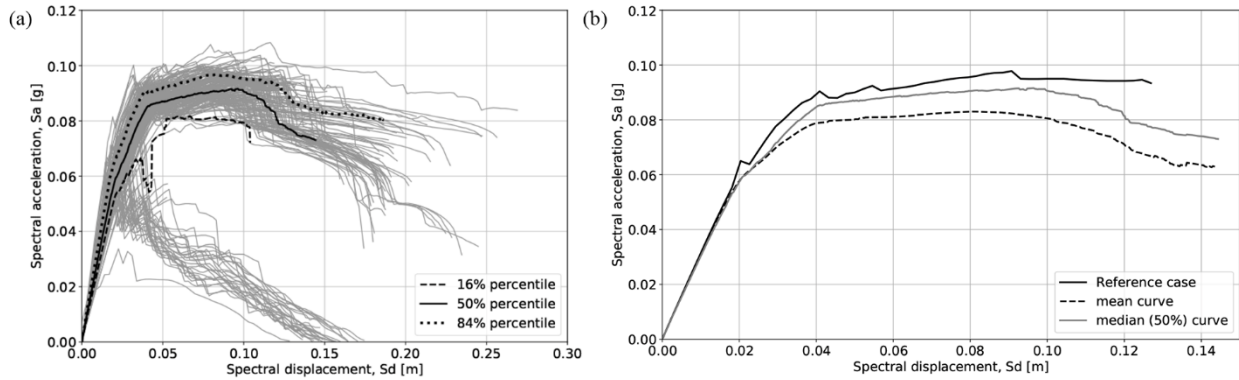 (a)
0.12
0.10
0.08
0.06
0.04
0.02
0.00
Spectral acceleration, Sa [g]
0.00 0.05 0.10 0.15 0.20 0.25 0.30
Spectral displacement, Sd [m]
16% percentile
50% percentile
84% percentile
(b)
0.12
0.10
0.08
0.06
0.04
0.02
0.00
Spectral acceleration, Sa [g]
0.00 0.02 0.04 0.06 0.08 0.10 0.12 0.14
Spectral displacement, Sd [m]
Reference case
mean curve
median (50%) curve